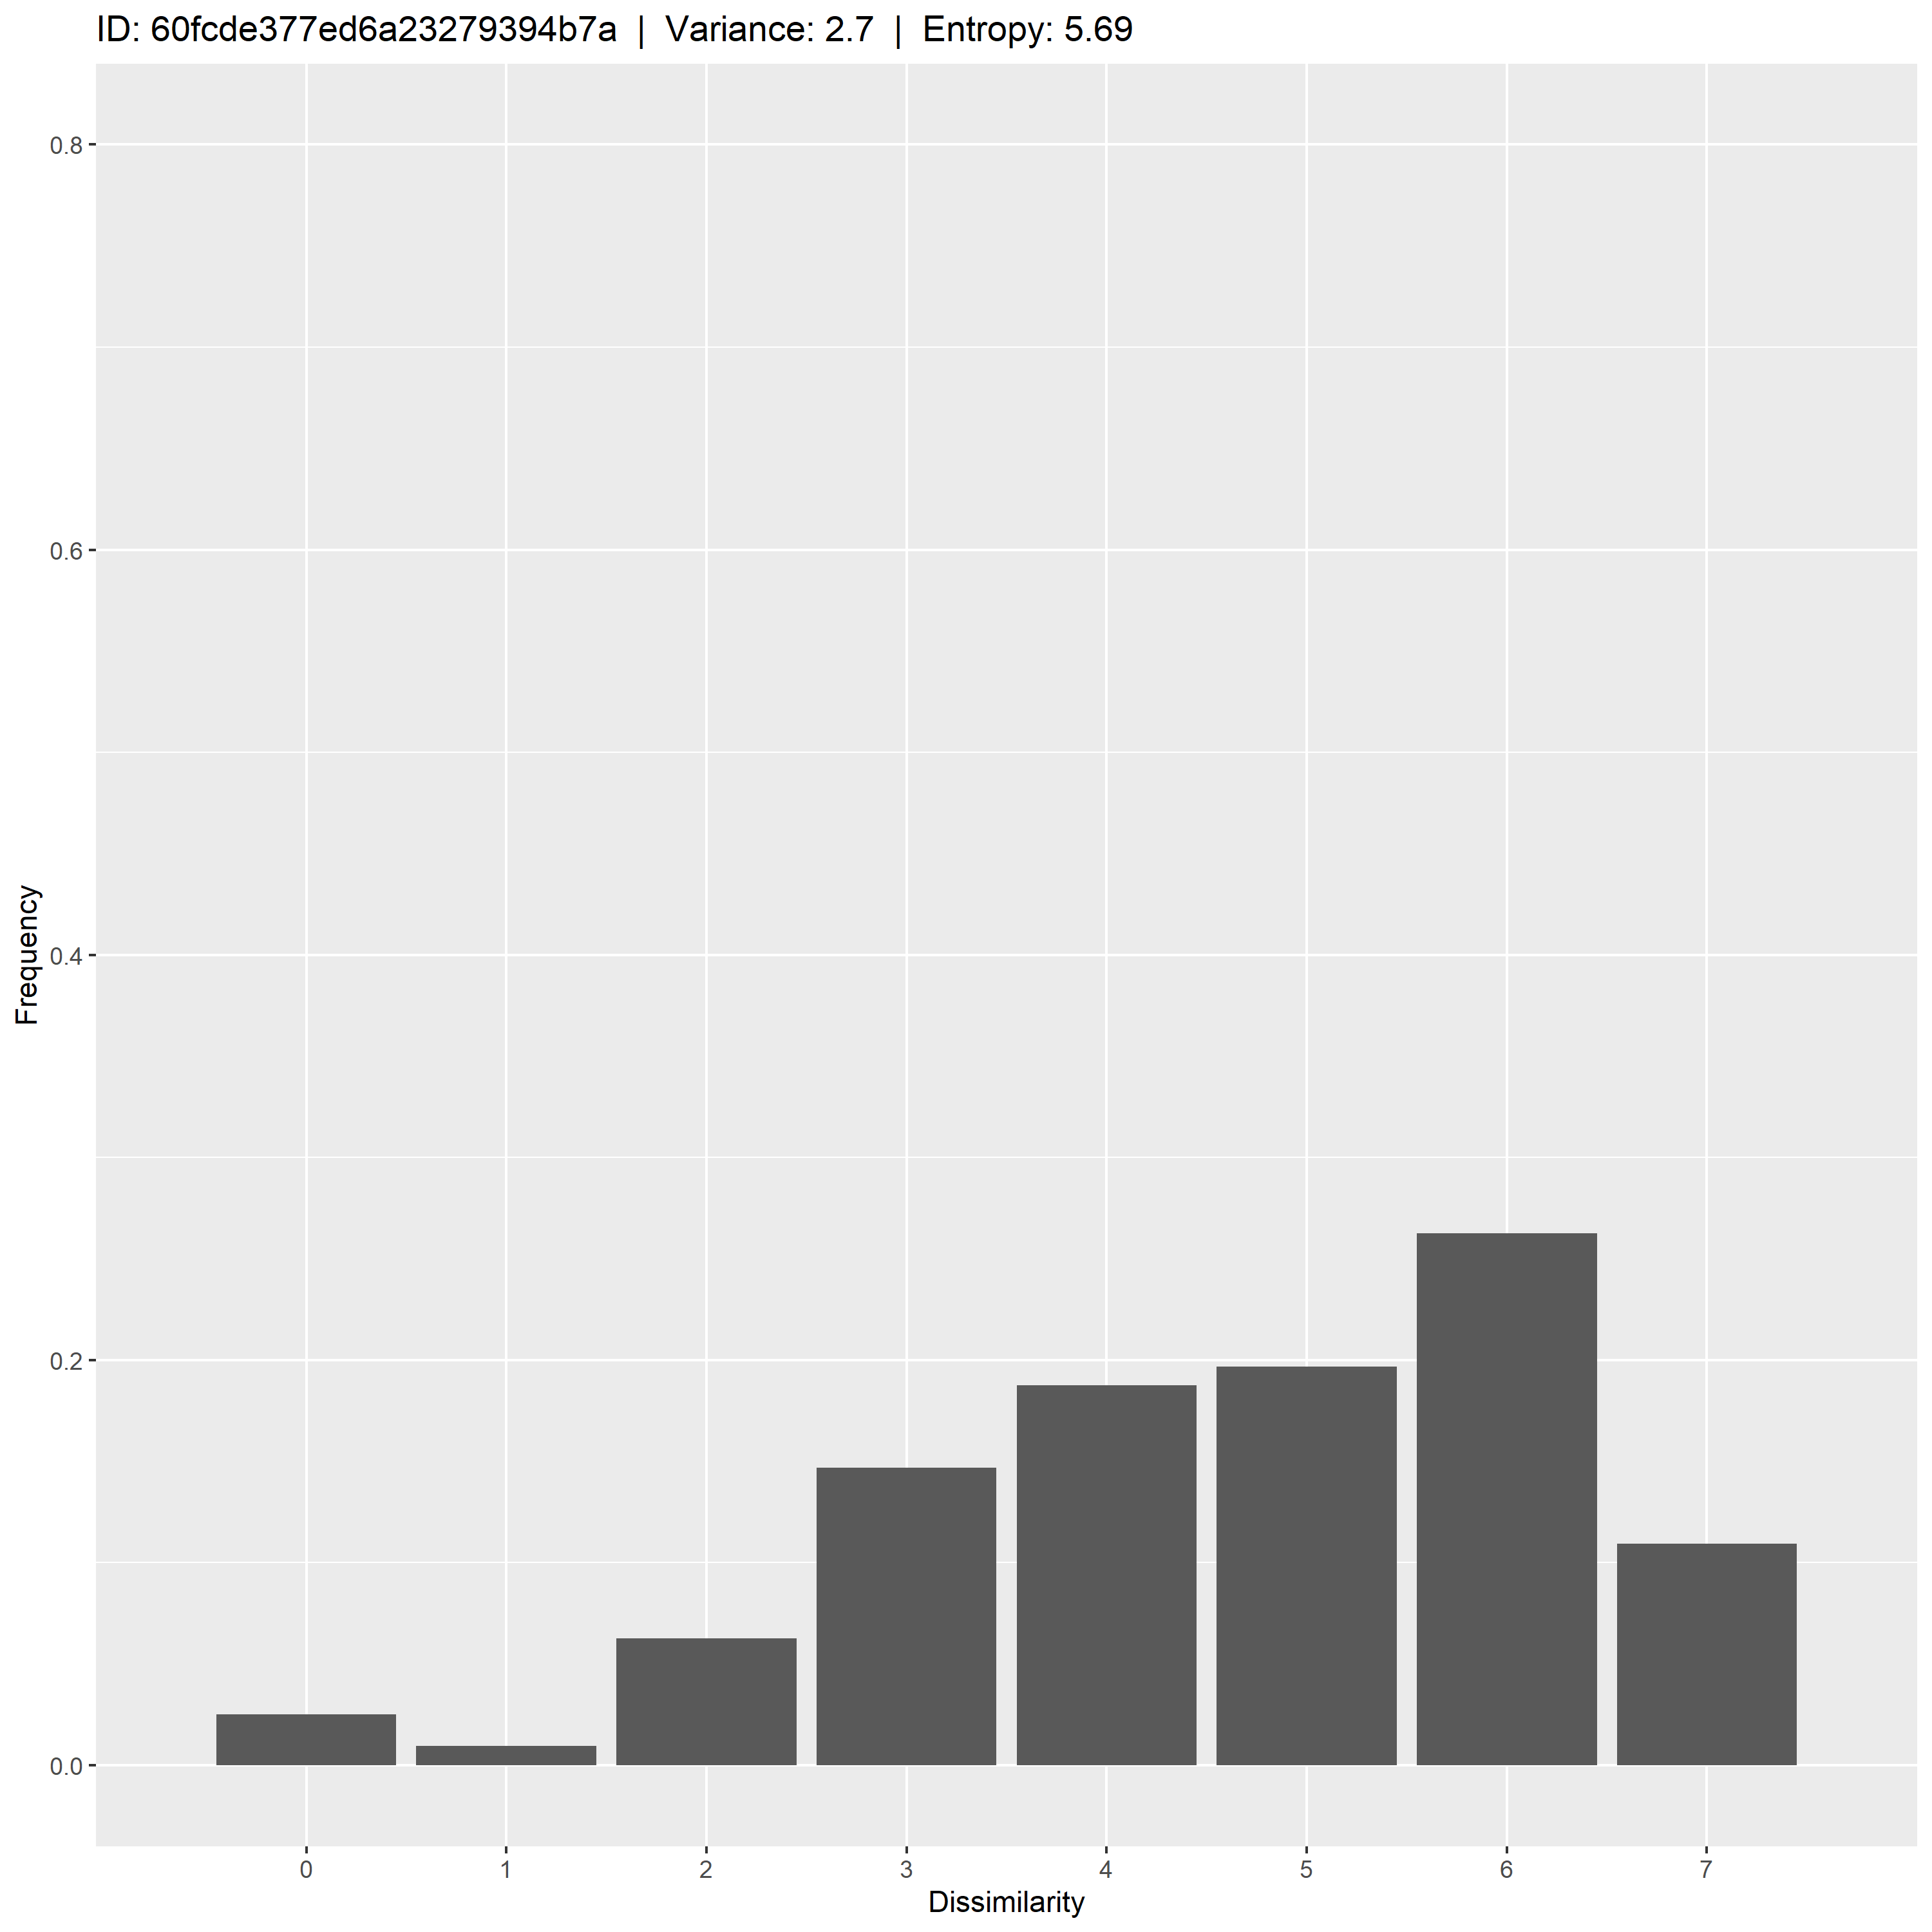 ID: 60fcde377ed6a23279394b7a | Variance: 2.7 | Entropy: 5.69
Frequency
0.8
0.6
0.4
0.2
0.0
0 1 2 3 4 5 6 7
Dissimilarity